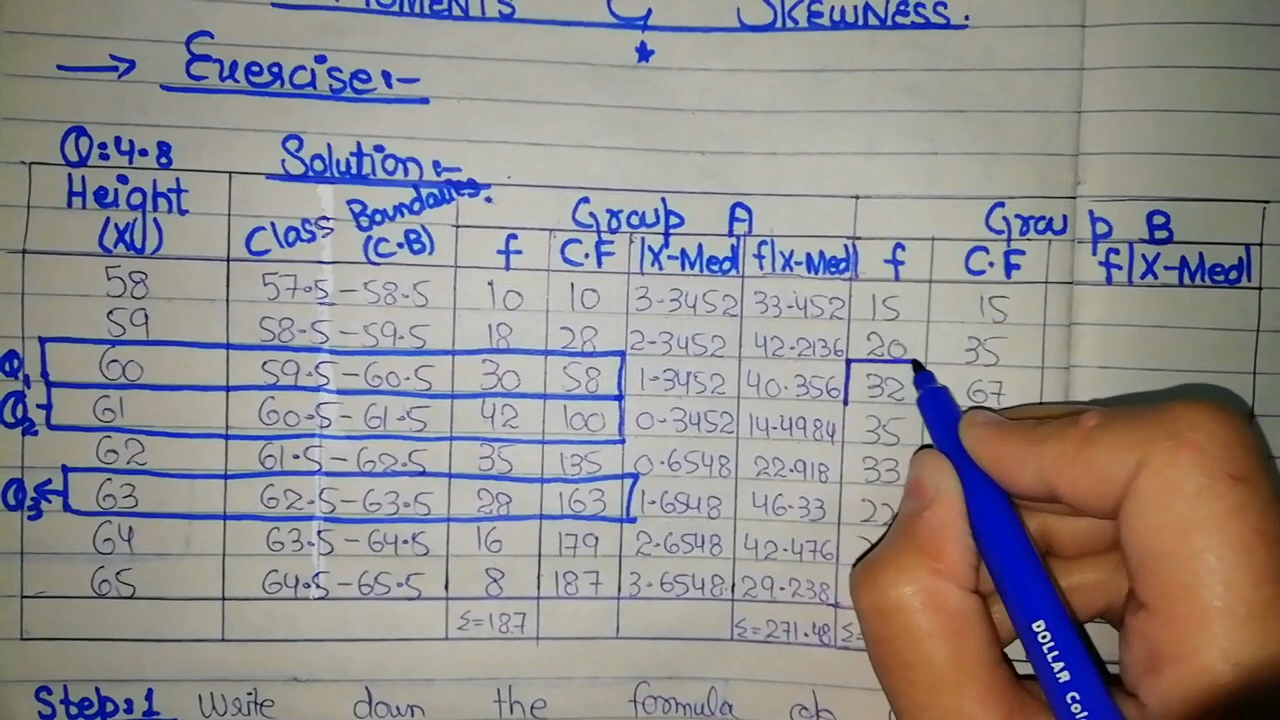 MOMENTS & SKEWNESS.
→ Exercise:-
Q:4.8 Solution:-
Height (X) Class Boundaries. (C.B) Group A Group B
f C.F |X-Med| f|X-Med| f C.F f|X-Med|
58 57.5-58.5 10 10 3.3452 33.452 15 15
59 58.5-59.5 18 28 2.3452 42.2136 20 35
Q1 60 59.5-60.5 30 58 1.3452 40.356 32 67
Q2 61 60.5-61.5 42 100 0.3452 14.4984 35
62 61.5-62.5 35 135 0.6548 22.918 33
Q3 63 62.5-63.5 28 163 1.6548 46.33 22
64 63.5-64.5 16 179 2.6548 42.476
65 64.5-65.5 8 187 3.6548 29.238
Σ=187 Σ=271.48 Σ=
Step:1 Write down the formula of
DOLLAR